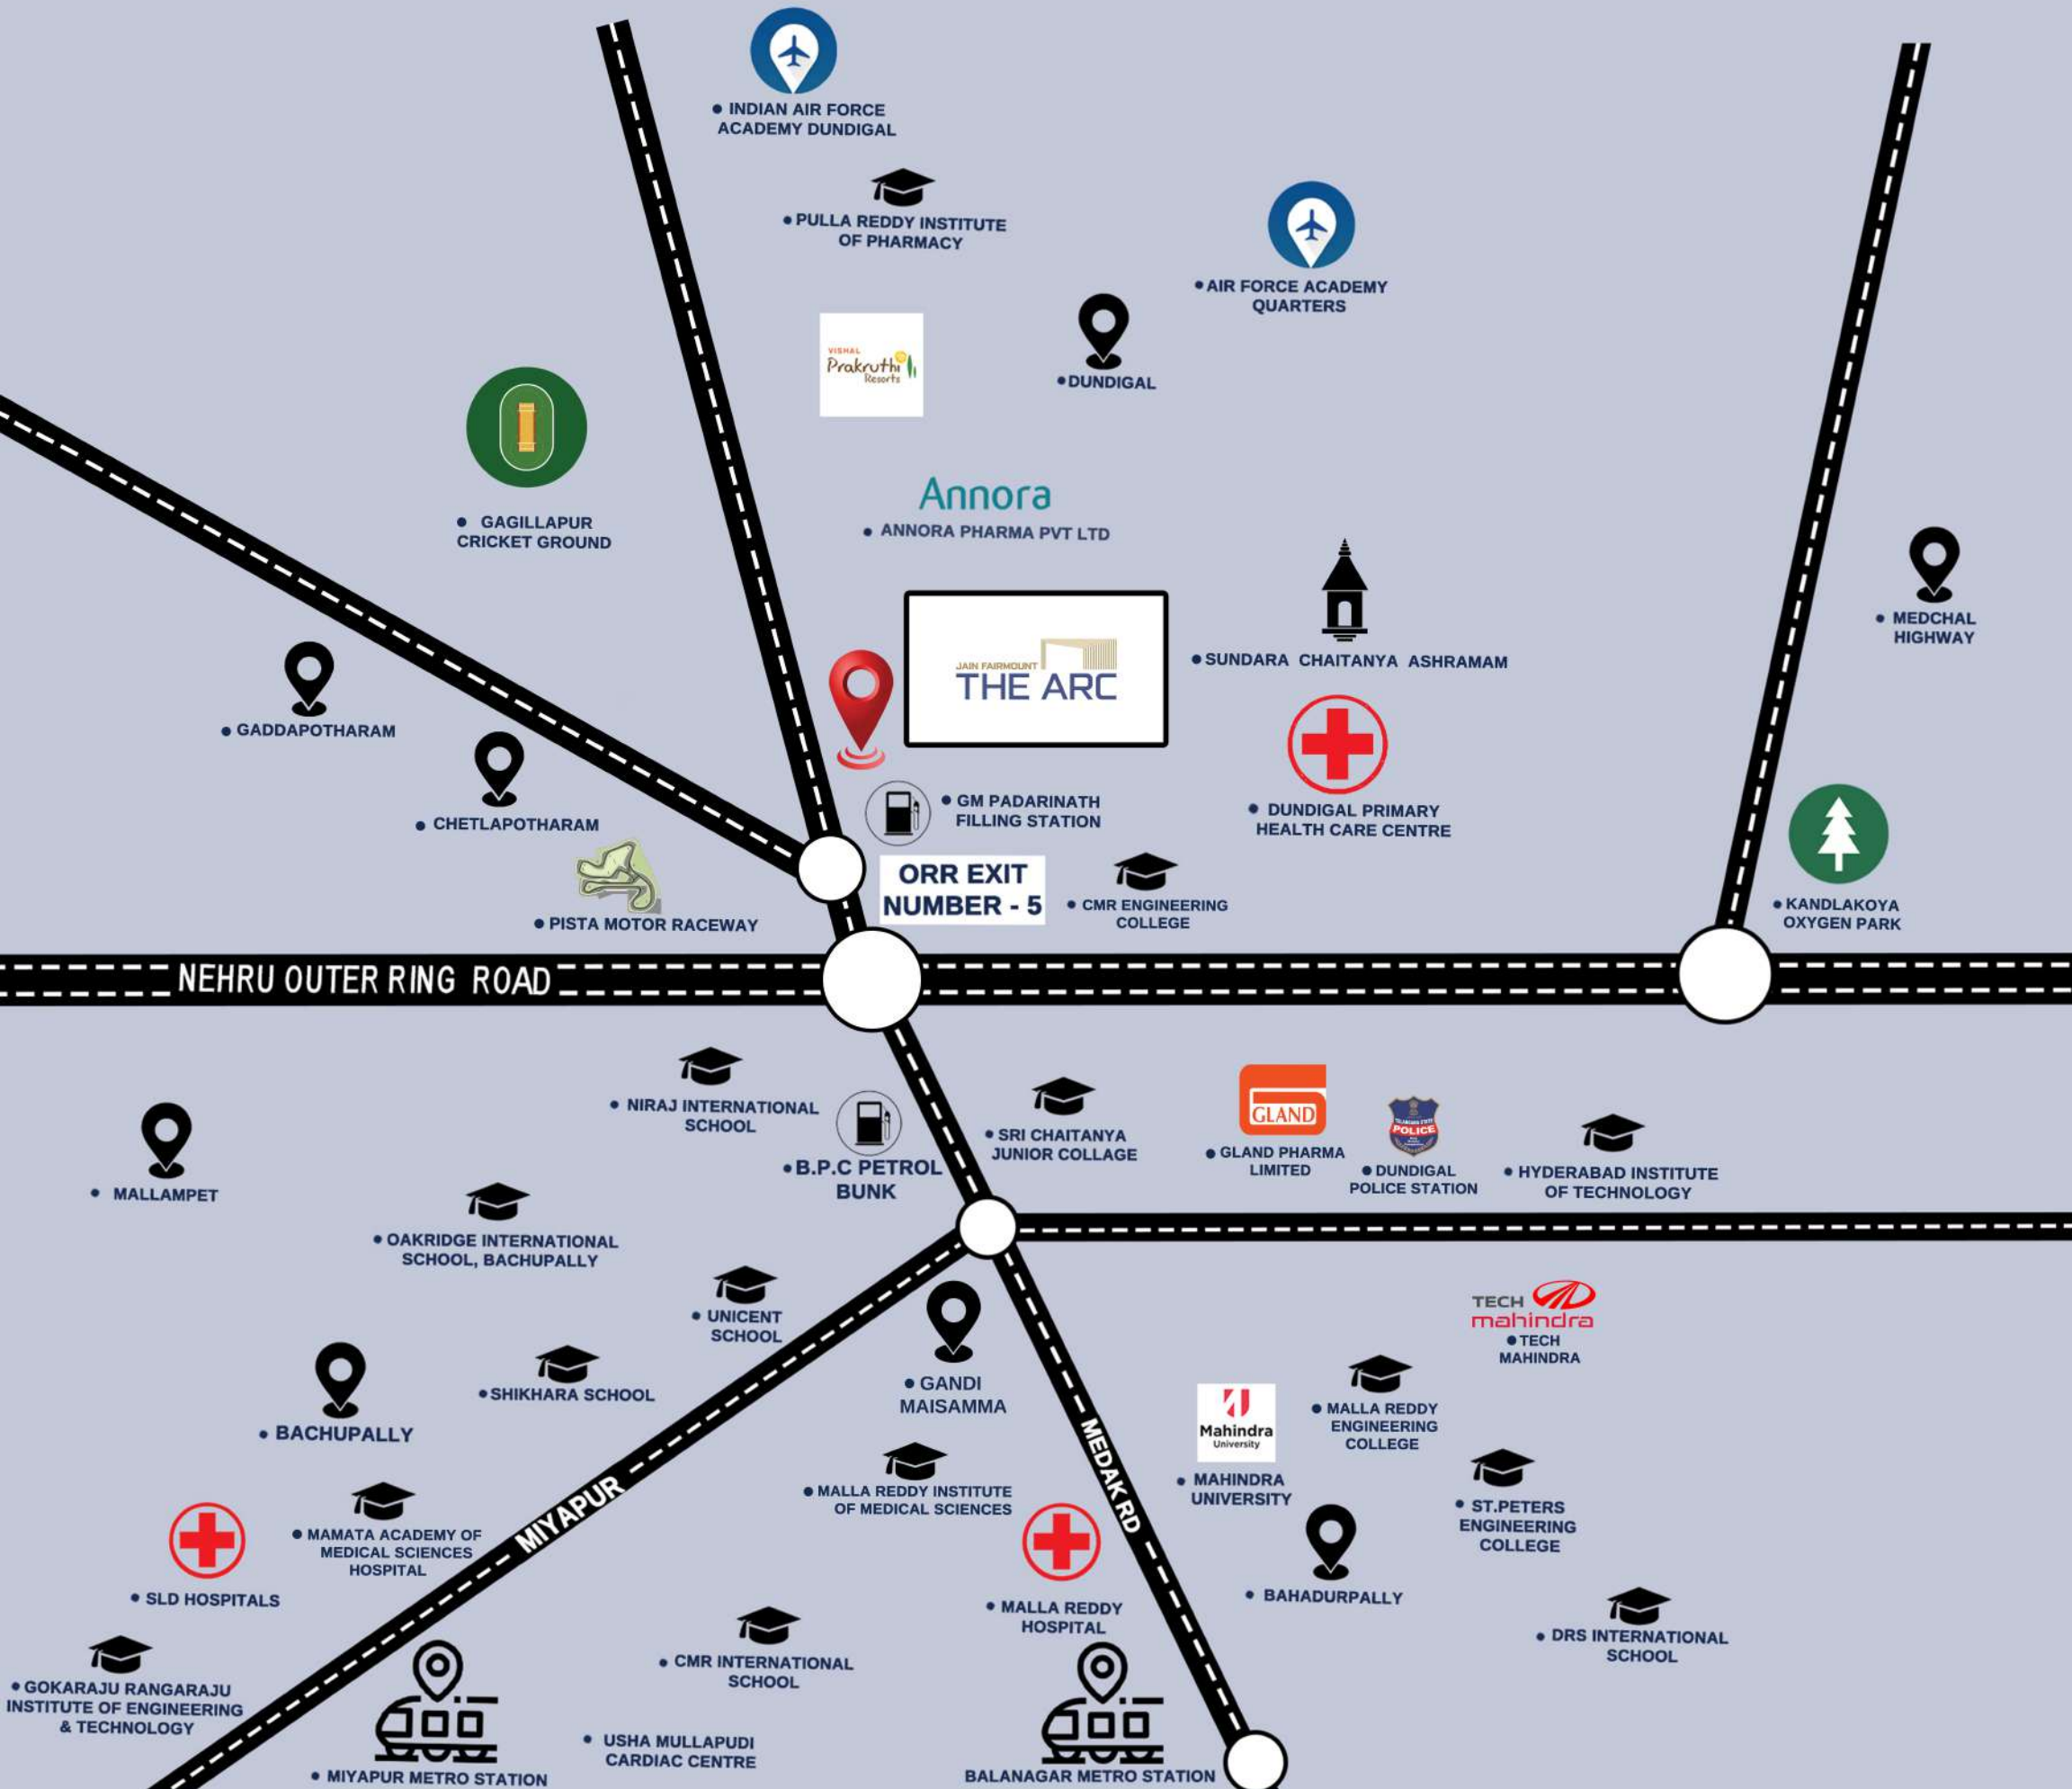 ● INDIAN AIR FORCE
ACADEMY DUNDIGAL
● PULLA REDDY INSTITUTE
OF PHARMACY
● AIR FORCE ACADEMY
QUARTERS
VISHAL
Prakruthi
Resorts
● DUNDIGAL
● GAGILLAPUR
CRICKET GROUND
Annora
● ANNORA PHARMA PVT LTD
● MEDCHAL
HIGHWAY
JAIN FAIRMOUNT
THE ARC
● SUNDARA CHAITANYA ASHRAMAM
● GADDAPOTHARAM
● CHETLAPOTHARAM
● GM PADARINATH
FILLING STATION
● DUNDIGAL PRIMARY
HEALTH CARE CENTRE
ORR EXIT
NUMBER - 5
● CMR ENGINEERING
COLLEGE
● KANDLAKOYA
OXYGEN PARK
● PISTA MOTOR RACEWAY
NEHRU OUTER RING ROAD
● NIRAJ INTERNATIONAL
SCHOOL
● B.P.C PETROL
BUNK
● SRI CHAITANYA
JUNIOR COLLAGE
GLAND
● GLAND PHARMA
LIMITED
POLICE
● DUNDIGAL
POLICE STATION
● HYDERABAD INSTITUTE
OF TECHNOLOGY
● MALLAMPET
● OAKRIDGE INTERNATIONAL
SCHOOL, BACHUPALLY
● UNICENT
SCHOOL
TECH
mahindra
● TECH
MAHINDRA
● SHIKHARA SCHOOL
● GANDI
MAISAMMA
● BACHUPALLY
Mahindra
University
● MAHINDRA
UNIVERSITY
● MALLA REDDY
ENGINEERING
COLLEGE
MEDAK RD
MIYAPUR
● MALLA REDDY INSTITUTE
OF MEDICAL SCIENCES
● ST.PETERS
ENGINEERING
COLLEGE
● MAMATA ACADEMY OF
MEDICAL SCIENCES
HOSPITAL
● SLD HOSPITALS
● MALLA REDDY
HOSPITAL
● BAHADURPALLY
● DRS INTERNATIONAL
SCHOOL
● CMR INTERNATIONAL
SCHOOL
● GOKARAJU RANGARAJU
INSTITUTE OF ENGINEERING
& TECHNOLOGY
● USHA MULLAPUDI
CARDIAC CENTRE
● MIYAPUR METRO STATION
BALANAGAR METRO STATION